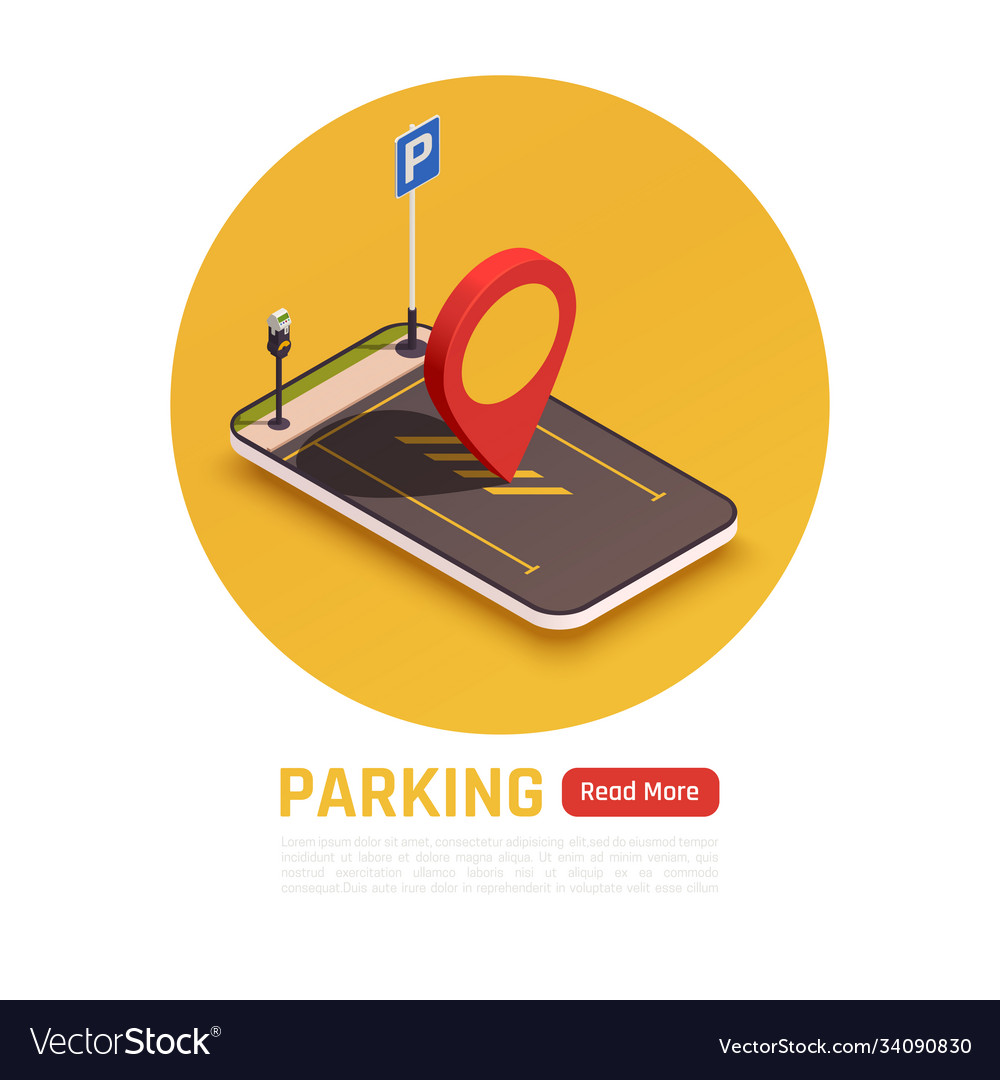 P
PARKING
Read More
Lorem ipsum dolor sit amet, consectetur adipisicing elit,sed do eiusmod tempor
incididunt ut labore et dolore magna aliqua. Ut enim ad minim veniam, quis
nostrud exercitation ullamco laboris nisi ut aliquip ex ea commodo
consequat.Duis aute irure dolor in reprehenderit in voluptate velit esse cillum
VectorStock®
VectorStock.com/34090830